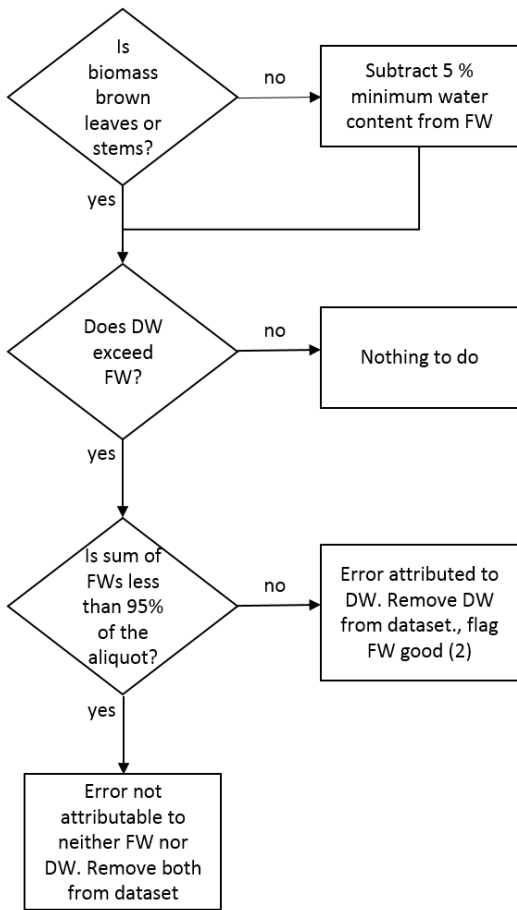 Is
biomass
brown
leaves or
stems?
no
Subtract 5 %
minimum water
content from FW
yes
Does DW
exceed
FW?
no
Nothing to do
yes
Is sum of
FWs less
than 95%
of the
aliquot?
no
Error attributed to
DW. Remove DW
from dataset., flag
FW good (2)
yes
Error not
attributable to
neither FW nor
DW. Remove both
from dataset